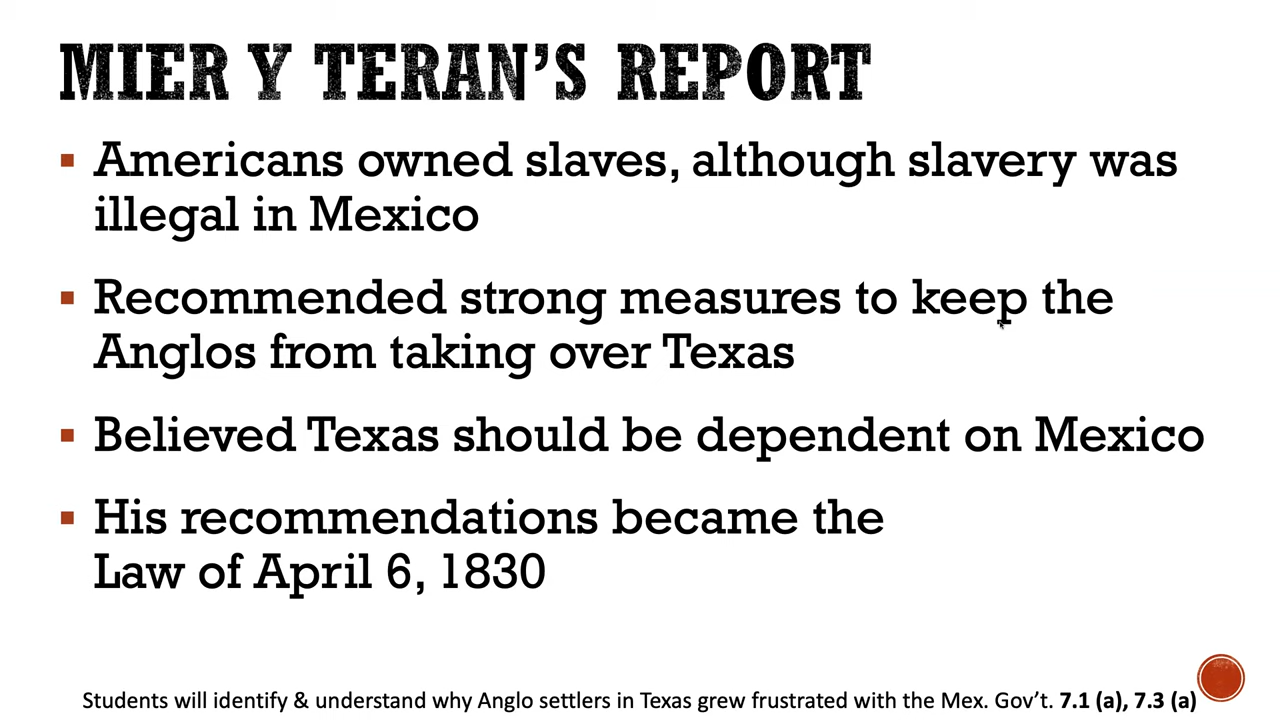 MIER Y TERAN'S REPORT
▪ Americans owned slaves, although slavery was
illegal in Mexico
▪ Recommended strong measures to keep the
Anglos from taking over Texas
▪ Believed Texas should be dependent on Mexico
▪ His recommendations became the
Law of April 6, 1830
Students will identify & understand why Anglo settlers in Texas grew frustrated with the Mex. Gov't. 7.1 (a), 7.3 (a)